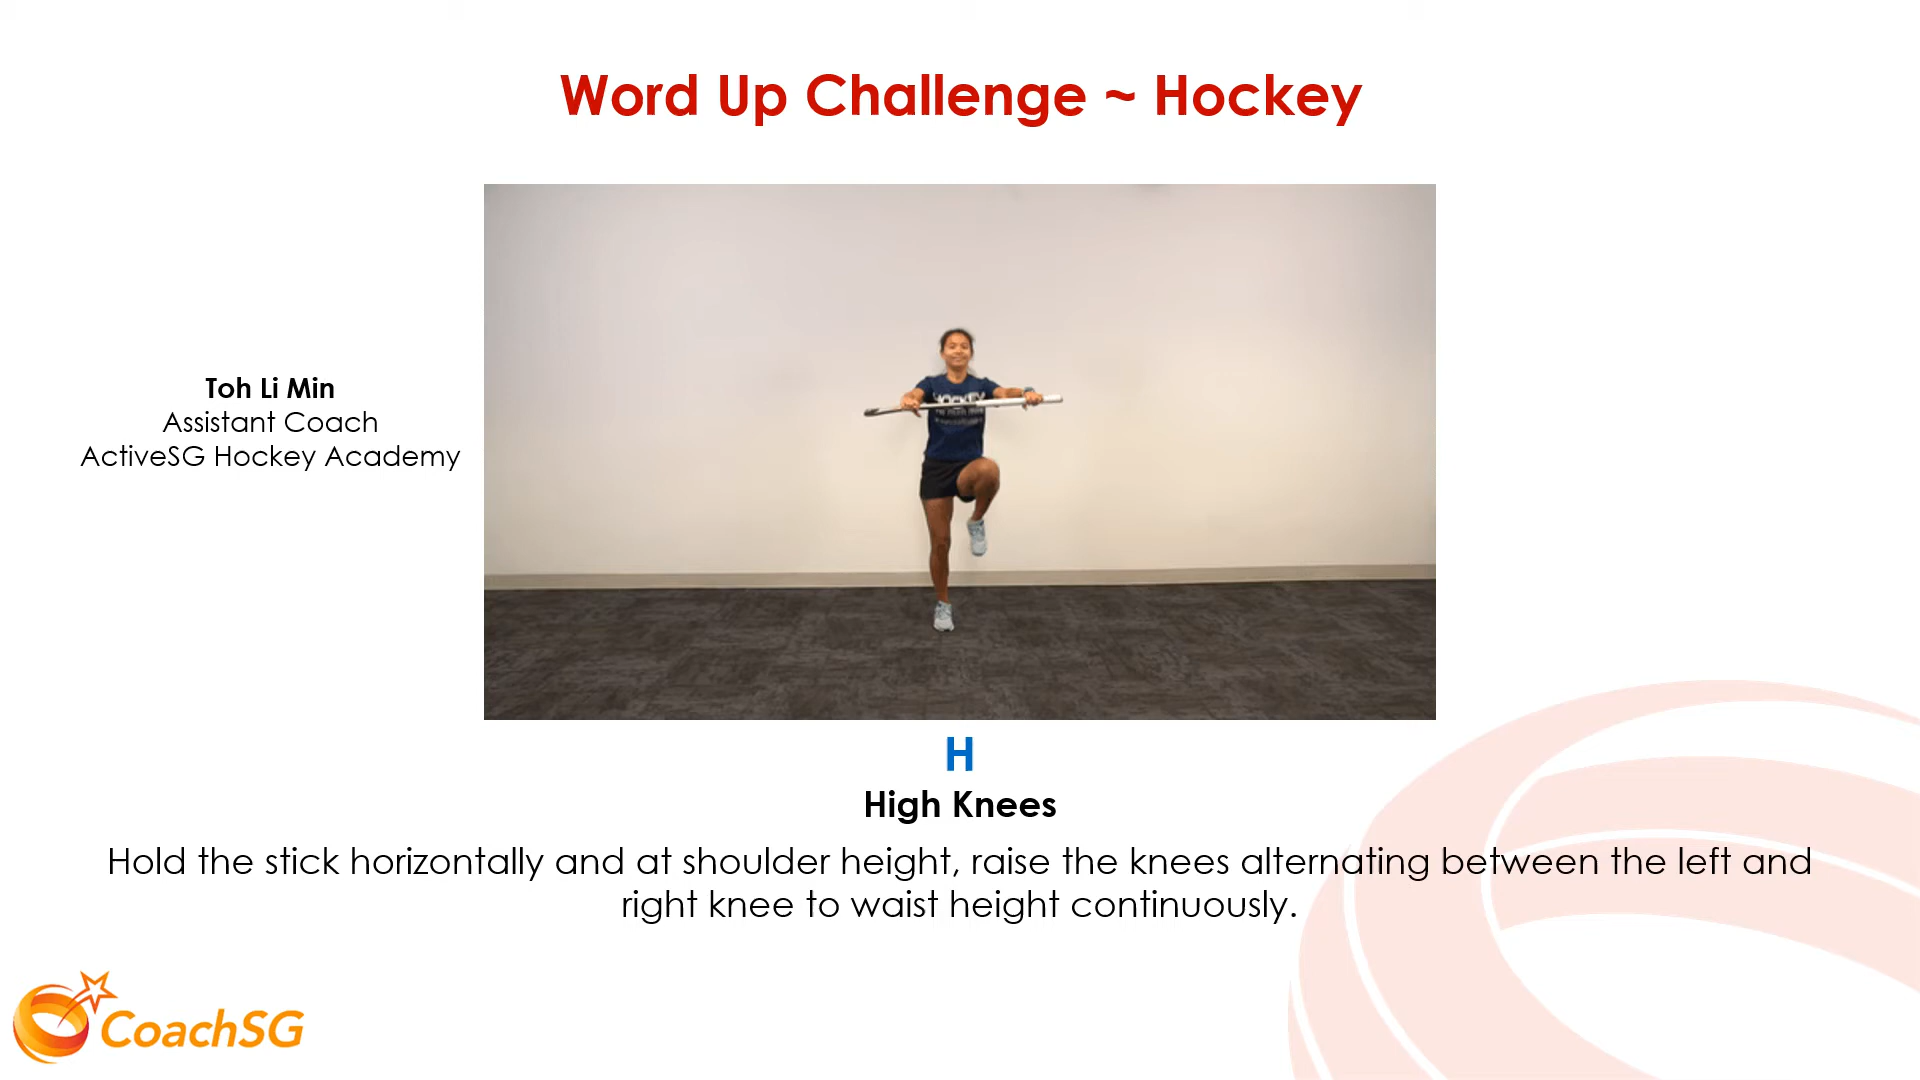 Word Up Challenge ~ Hockey
Toh Li Min
Assistant Coach
ActiveSG Hockey Academy
HOCKEY
H
High Knees
Hold the stick horizontally and at shoulder height, raise the knees alternating between the left and
right knee to waist height continuously.
CoachSG